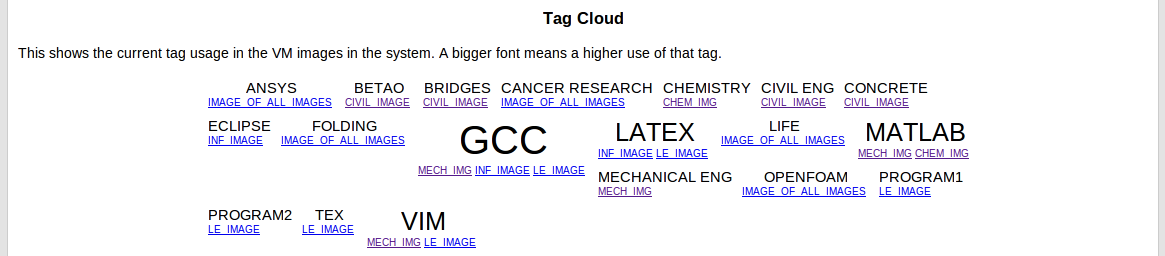 Tag Cloud
This shows the current tag usage in the VM images in the system. A bigger font means a higher use of that tag.
ANSYS BETAO BRIDGES CANCER RESEARCH CHEMISTRY CIVIL ENG CONCRETE
IMAGE_OF_ALL_IMAGES CIVIL_IMAGE CIVIL_IMAGE IMAGE_OF_ALL_IMAGES CHEM_IMG CIVIL_IMAGE CIVIL_IMAGE
ECLIPSE FOLDING GCC LATEX LIFE MATLAB
INF_IMAGE IMAGE_OF_ALL_IMAGES INF_IMAGE LE_IMAGE IMAGE_OF_ALL_IMAGES MECH_IMG CHEM_IMG
MECH_IMG INF_IMAGE LE_IMAGE
MECHANICAL ENG OPENFOAM PROGRAM1
MECH_IMG IMAGE_OF_ALL_IMAGES LE_IMAGE
PROGRAM2 TEX VIM
LE_IMAGE LE_IMAGE MECH_IMG LE_IMAGE